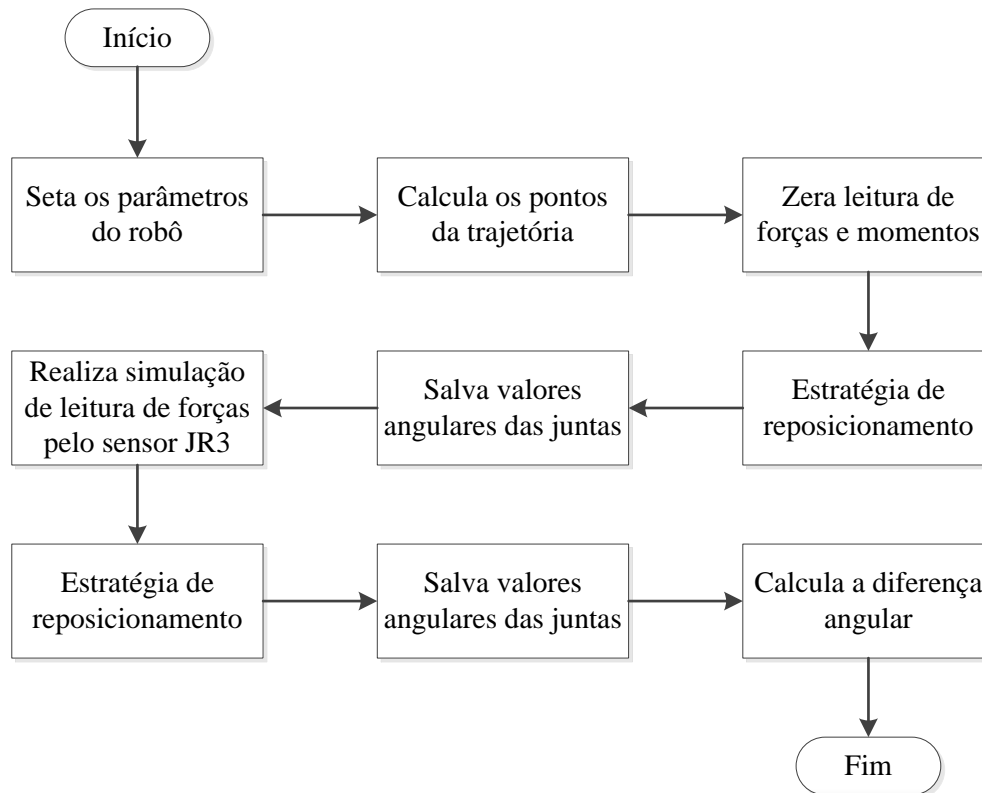 Início
Seta os parâmetros
do robô
Calcula os pontos
da trajetória
Zera leitura de
forças e momentos
Estratégia de
reposicionamento
Salva valores
angulares das juntas
Realiza simulação
de leitura de forças
pelo sensor JR3
Estratégia de
reposicionamento
Salva valores
angulares das juntas
Calcula a diferença
angular
Fim